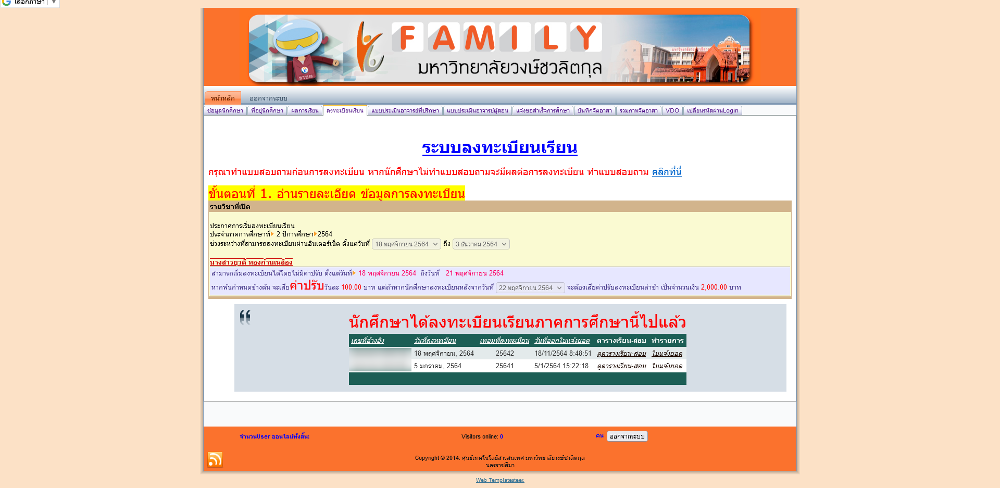 เลือกภาษา ▼
FAMILY
มหาวิทยาลัยวงษ์ชวลิตกุล
หน้าหลัก ออกจากระบบ
ข้อมูลนักศึกษา ที่อยู่นักศึกษา ผลการเรียน ลงทะเบียนเรียน แบบประเมินอาจารย์ที่ปรึกษา แบบประเมินอาจารย์ผู้สอน แจ้งขอสำเร็จการศึกษา บันทึกจิตอาสา รวมภาพจิตอาสา VDO เปลี่ยนรหัสผ่านLogin
ระบบลงทะเบียนเรียน
กรุณาทำแบบสอบถามก่อนการลงทะเบียน หากนักศึกษาไม่ทำแบบสอบถามจะมีผลต่อการลงทะเบียน ทำแบบสอบถาม คลิกที่นี่
ขั้นตอนที่ 1. อ่านรายละเอียด ข้อมูลการลงทะเบียน
รายวิชาที่เปิด
ประกาศการเริ่มลงทะเบียนเรียน
ประจำภาคการศึกษาที่ 2 ปีการศึกษา 2564
ช่วงระหว่างที่สามารถลงทะเบียนผ่านอินเตอร์เน็ต ตั้งแต่วันที่ 18 พฤศจิกายน 2564 ถึง 3 ธันวาคม 2564
นางสาวยุวดี ทองก้านเหลือง
สามารถเริ่มลงทะเบียนได้โดยไม่มีค่าปรับ ตั้งแต่วันที่ 18 พฤศจิกายน 2564 ถึงวันที่ 21 พฤศจิกายน 2564
หากพ้นกำหนดข้างต้น จะเสียค่าปรับวันละ 100.00 บาท แต่ถ้าหากนักศึกษาลงทะเบียนหลังจากวันที่ 22 พฤศจิกายน 2564 จะต้องเสียค่าปรับลงทะเบียนล่าช้า เป็นจำนวนเงิน 2,000.00 บาท
นักศึกษาได้ลงทะเบียนเรียนภาคการศึกษานี้ไปแล้ว
เลขที่อ้างอิง วันที่ลงทะเบียน เทอมที่ลงทะเบียน วันที่ออกใบแจ้งยอด ตารางเรียน-สอบ ทำรายการ
18 พฤศจิกายน, 2564 25642 18/11/2564 8:48:51 ดูตารางเรียน-สอบ ใบแจ้งยอด
5 มกราคม, 2564 25641 5/1/2564 15:22:18 ดูตารางเรียน-สอบ ใบแจ้งยอด
จำนวนUser ออนไลน์ทั้งสิ้น: Visitors online: 0 คน ออกจากระบบ
Copyright © 2014. ศูนย์เทคโนโลยีสารสนเทศ มหาวิทยาลัยวงษ์ชวลิตกุล
นครราชสีมา
Web Templatesteer.